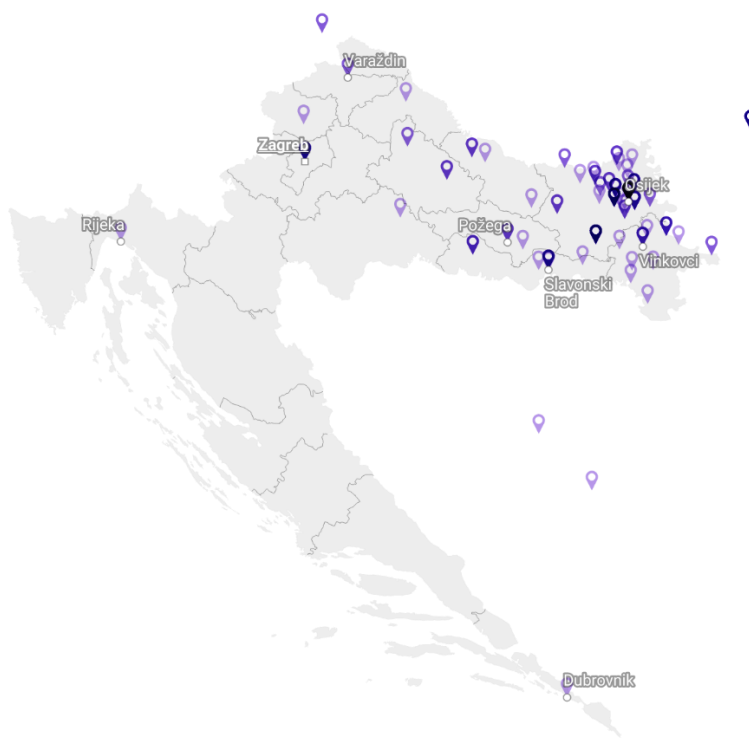 Varaždin
Zagreb
Osijek
Rijeka
Požega
Vinkovci
Slavonski
Brod
Dubrovnik